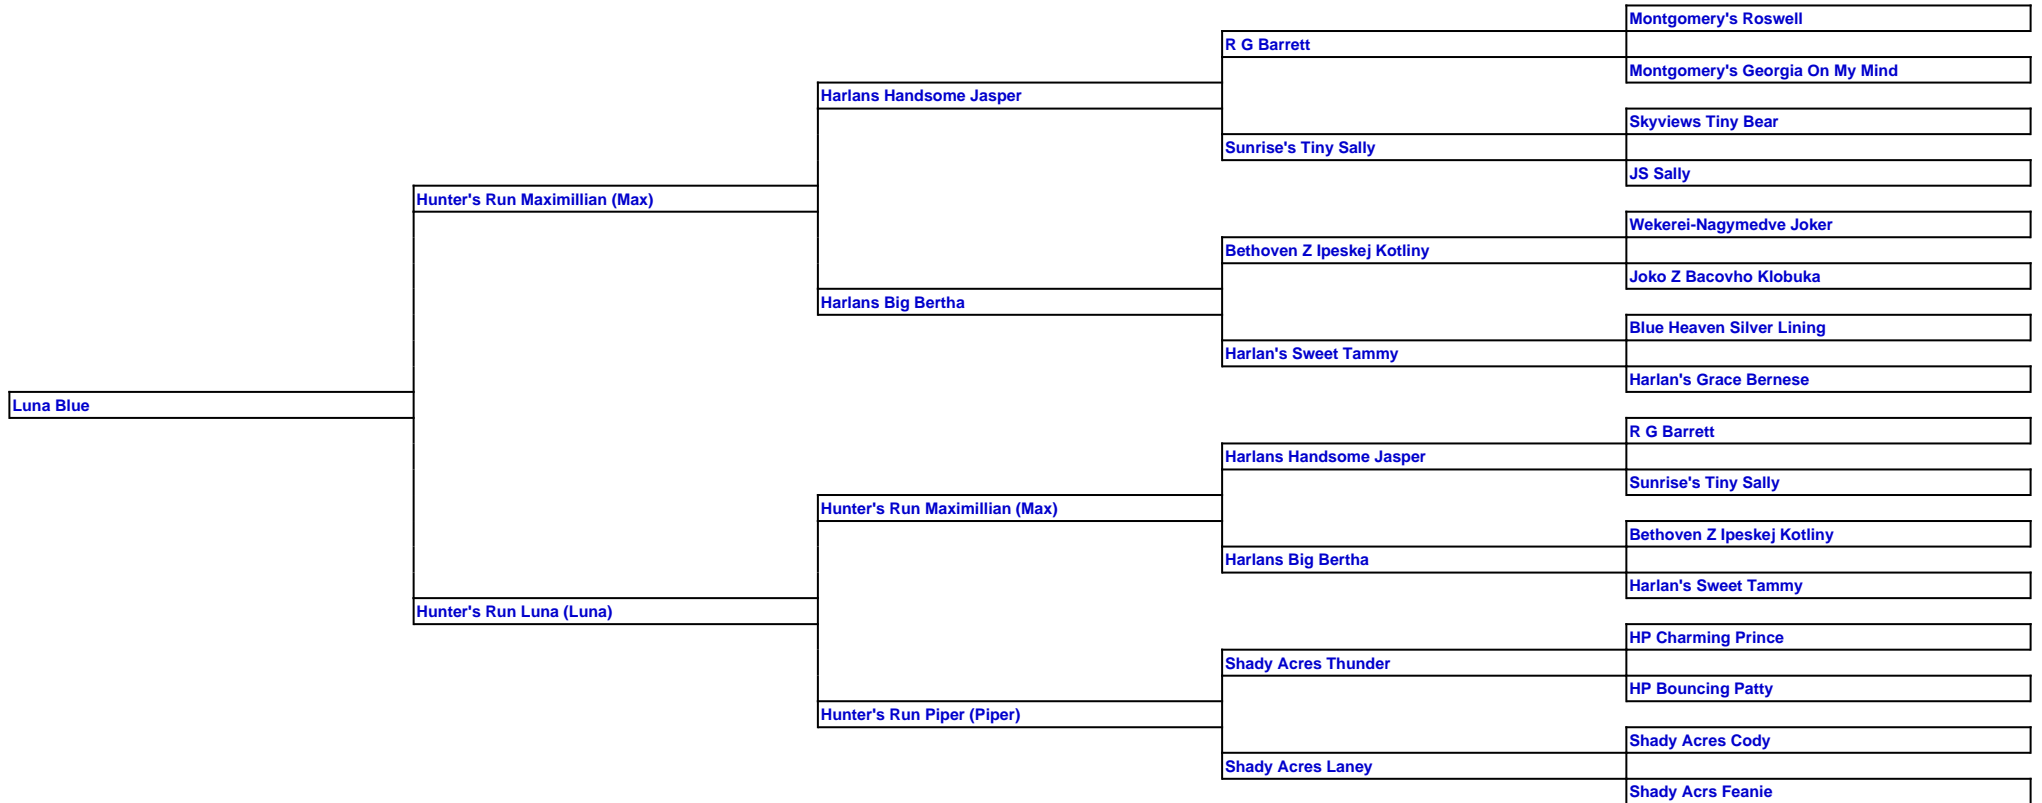 Montgomery's Roswell
R G Barrett
Montgomery's Georgia On My Mind
Harlans Handsome Jasper
Skyviews Tiny Bear
Sunrise's Tiny Sally
JS Sally
Hunter's Run Maximillian (Max)
Wekerei-Nagymedve Joker
Bethoven Z Ipeskej Kotliny
Joko Z Bacovho Klobuka
Harlans Big Bertha
Blue Heaven Silver Lining
Harlan's Sweet Tammy
Harlan's Grace Bernese
Luna Blue
R G Barrett
Harlans Handsome Jasper
Sunrise's Tiny Sally
Hunter's Run Maximillian (Max)
Bethoven Z Ipeskej Kotliny
Harlans Big Bertha
Harlan's Sweet Tammy
Hunter's Run Luna (Luna)
HP Charming Prince
Shady Acres Thunder
HP Bouncing Patty
Hunter's Run Piper (Piper)
Shady Acres Cody
Shady Acres Laney
Shady Acrs Feanie